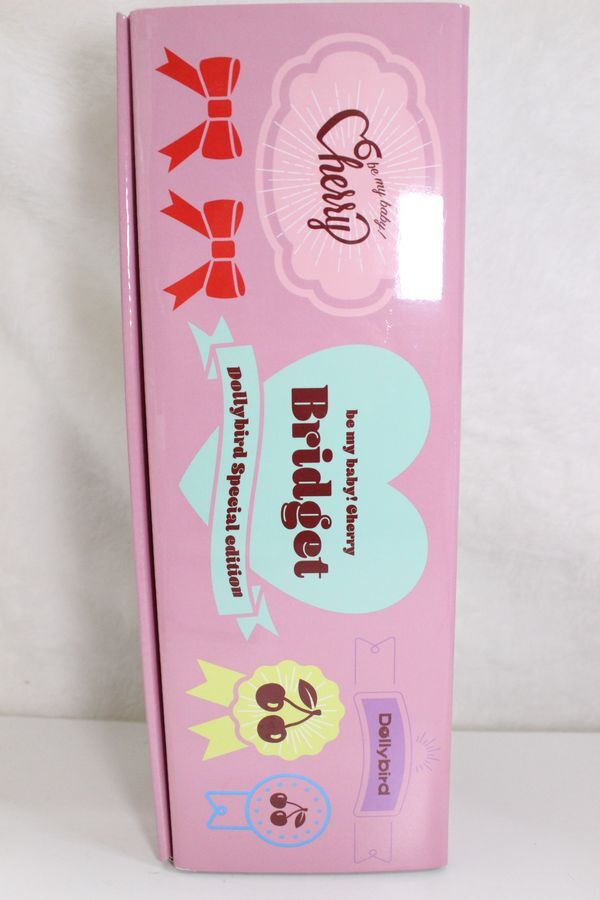 be my baby!
Cherry
be my baby! Cherry
Bridget
Dollybird Special edition
Dollybird